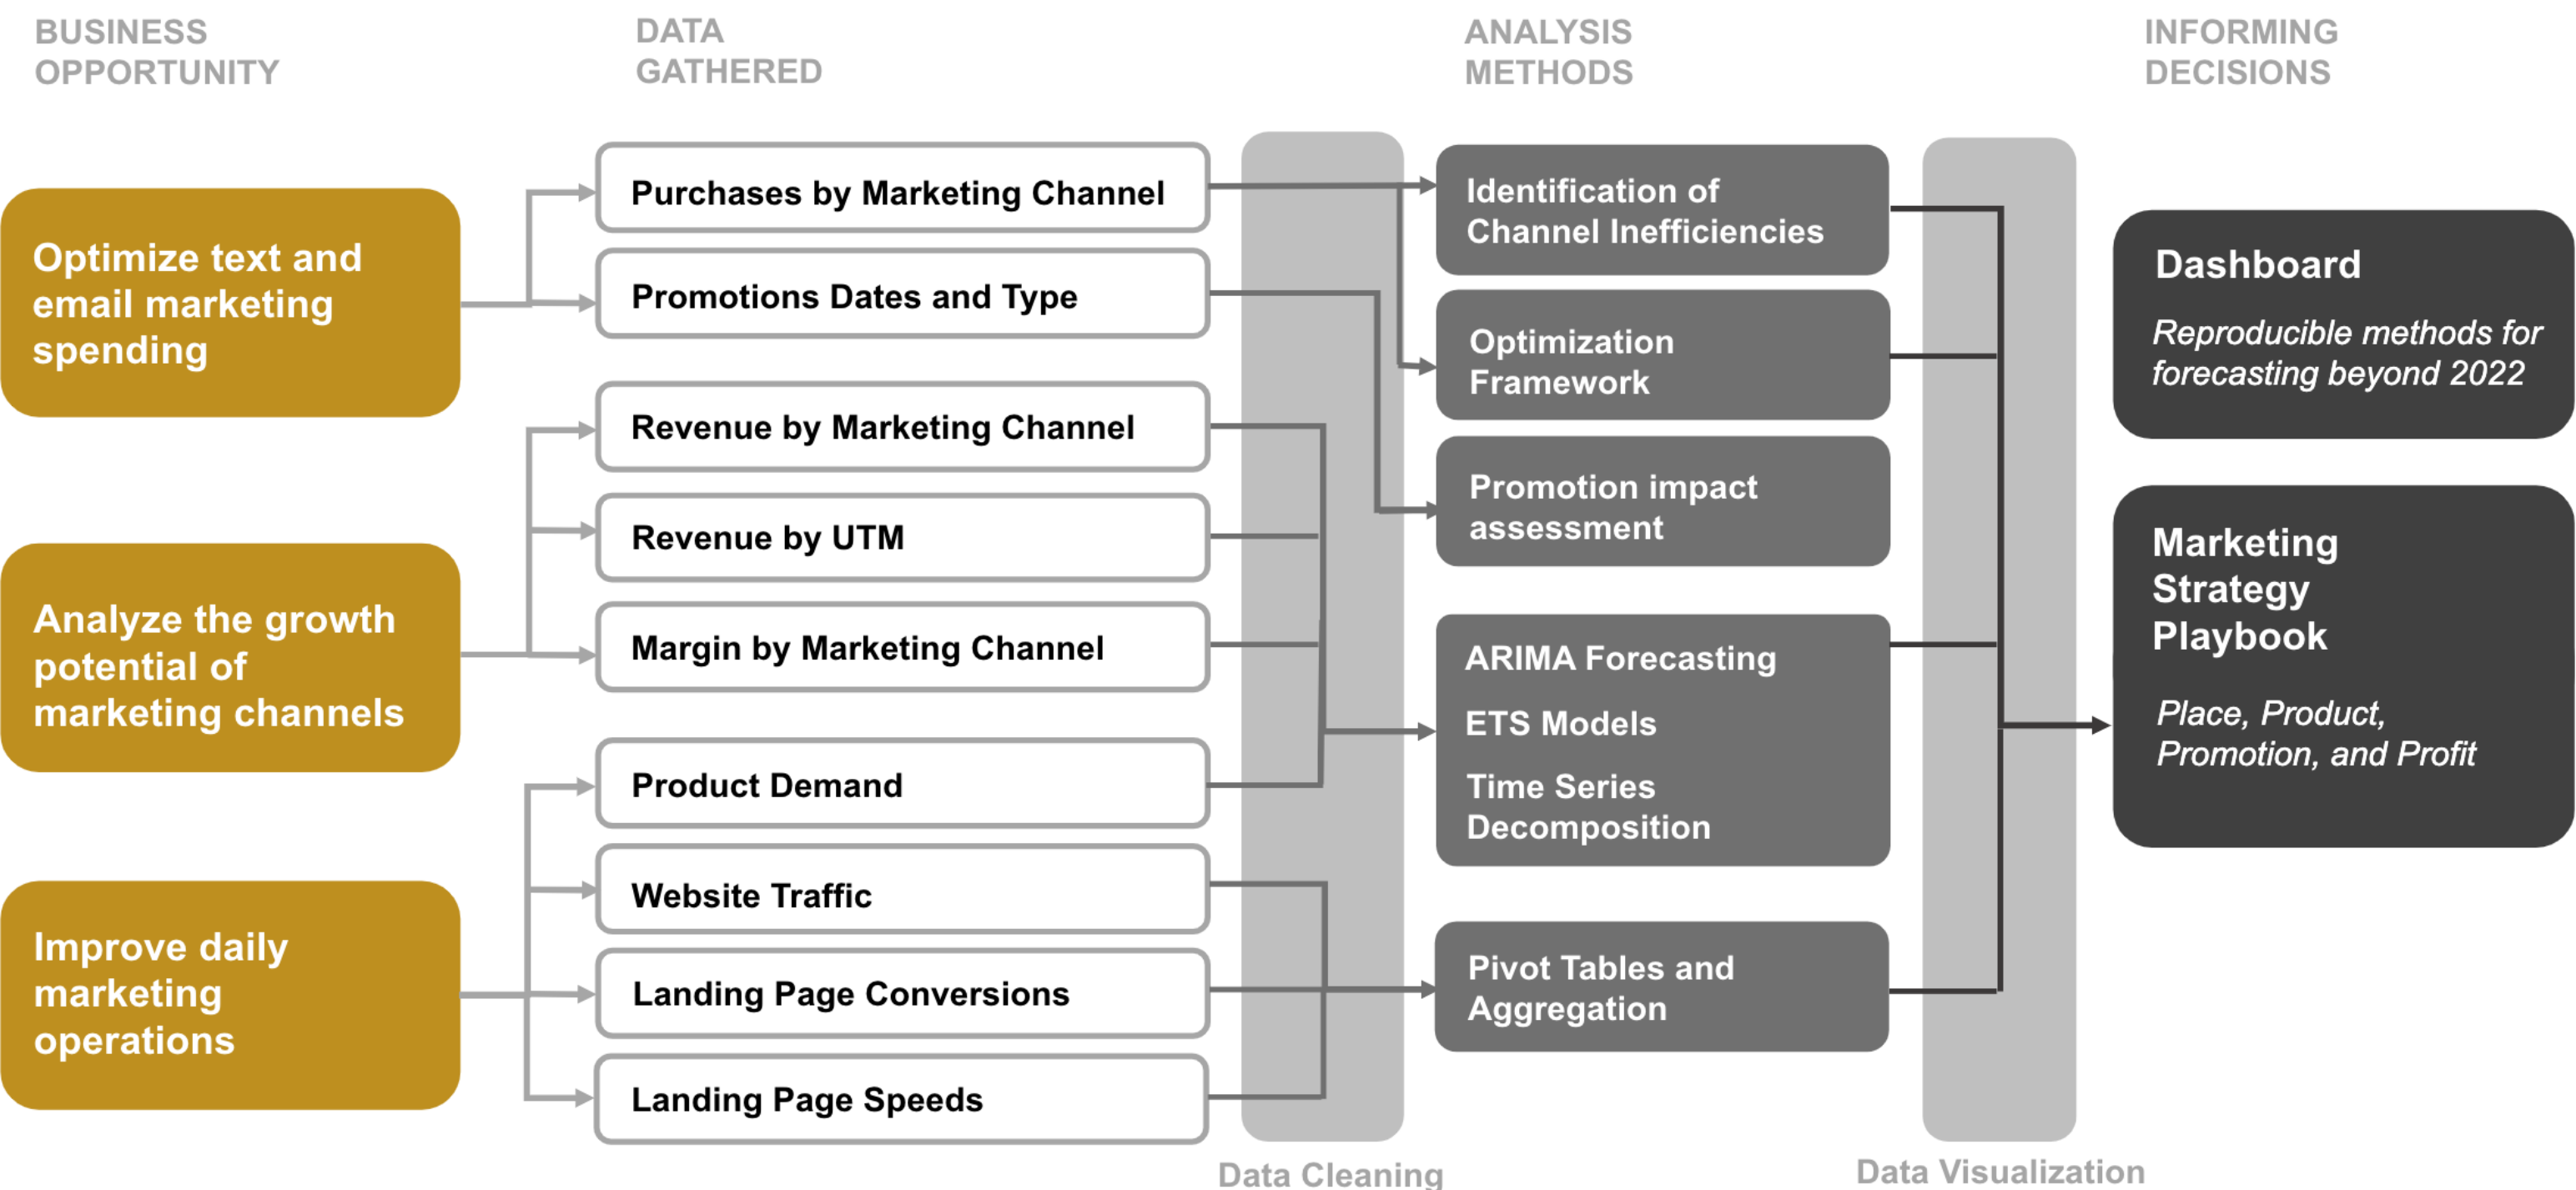 BUSINESS
OPPORTUNITY
DATA
GATHERED
ANALYSIS
METHODS
INFORMING
DECISIONS
Optimize text and
email marketing
spending
Analyze the growth
potential of
marketing channels
Improve daily
marketing
operations
Purchases by Marketing Channel
Promotions Dates and Type
Revenue by Marketing Channel
Revenue by UTM
Margin by Marketing Channel
Product Demand
Website Traffic
Landing Page Conversions
Landing Page Speeds
Data Cleaning
Identification of
Channel Inefficiencies
Optimization
Framework
Promotion impact
assessment
ARIMA Forecasting
ETS Models
Time Series
Decomposition
Pivot Tables and
Aggregation
Data Visualization
Dashboard
Reproducible methods for
forecasting beyond 2022
Marketing
Strategy
Playbook
Place, Product,
Promotion, and Profit